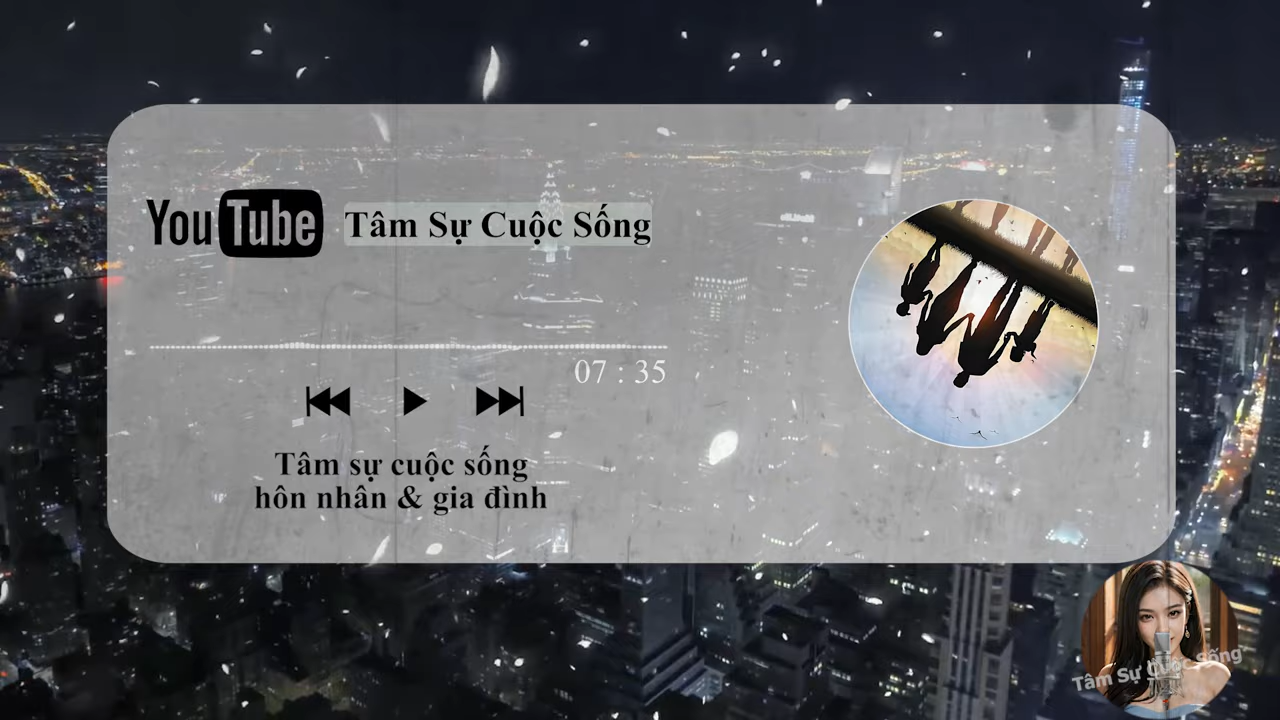 YouTube Tâm Sự Cuộc Sống
07 : 35
Tâm sự cuộc sống
hôn nhân & gia đình
Tâm Sự Cuộc Sống